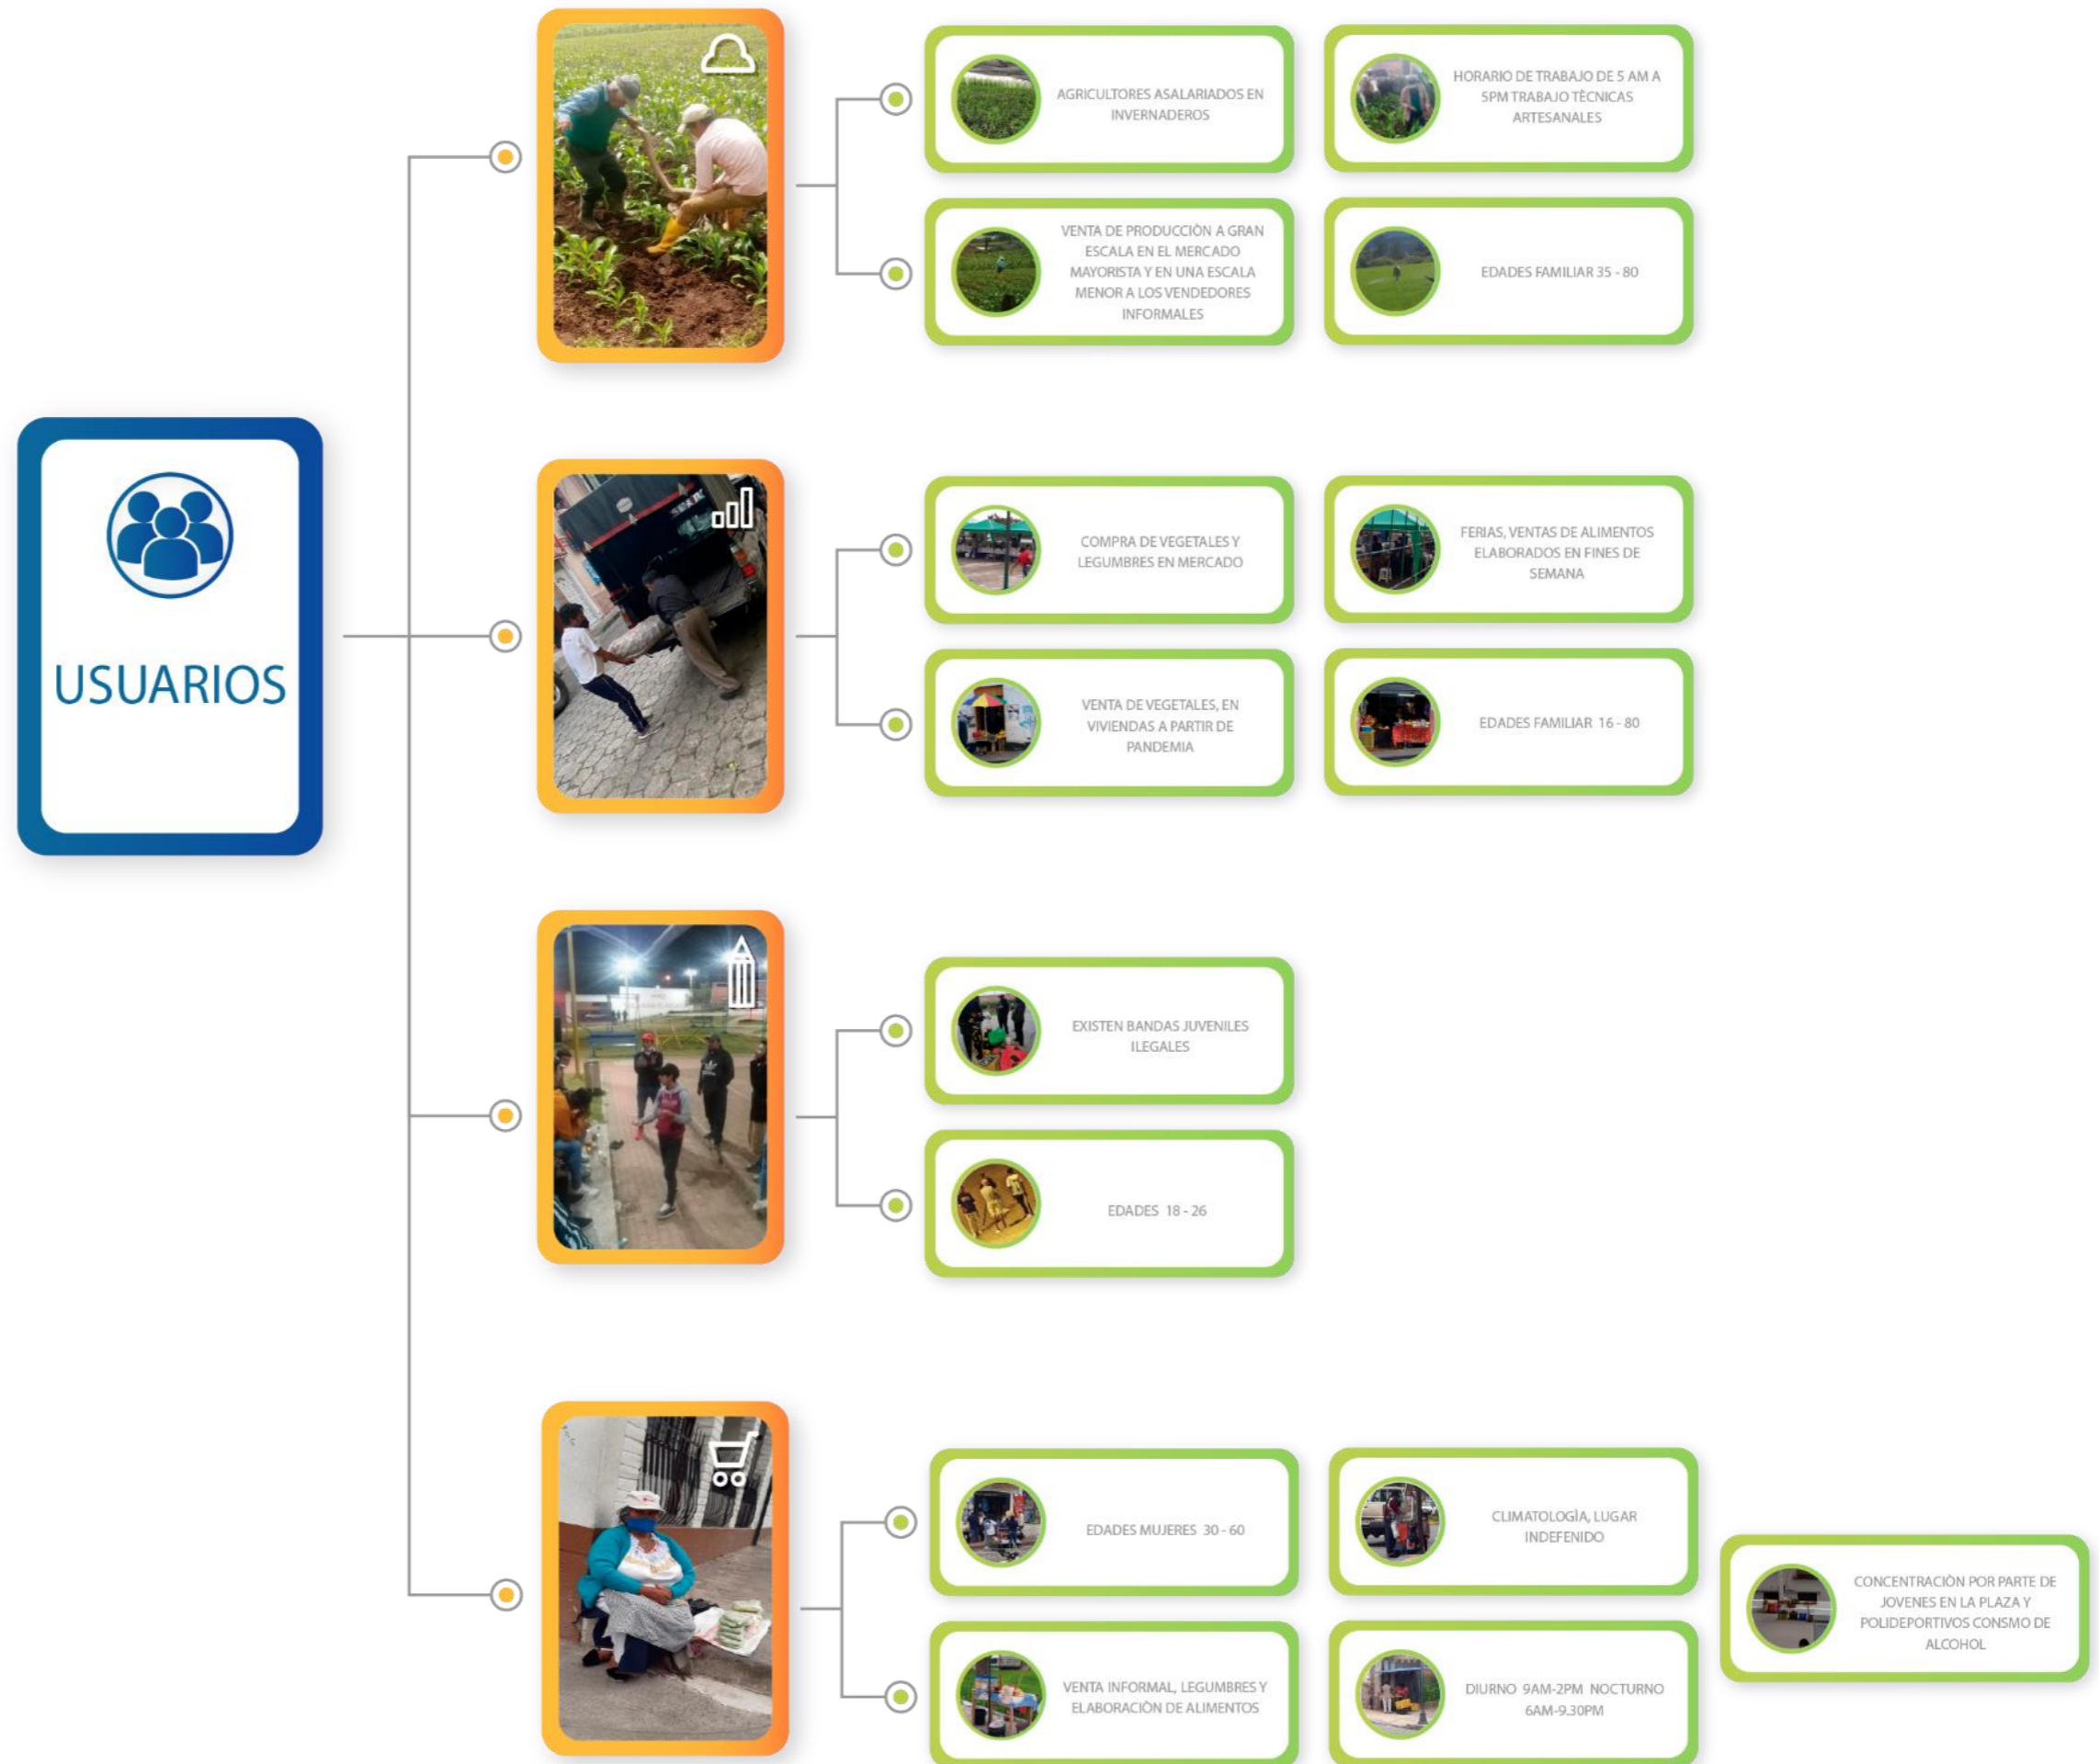 USUARIOS
AGRICULTORES ASALARIADOS EN
INVERNADEROS
HORARIO DE TRABAJO DE 5 AM A
5PM TRABAJO TÈCNICAS
ARTESANALES
VENTA DE PRODUCCIÒN A GRAN
ESCALA EN EL MERCADO
MAYORISTA Y EN UNA ESCALA
MENOR A LOS VENDEDORES
INFORMALES
EDADES FAMILIAR 35 - 80
COMPRA DE VEGETALES Y
LEGUMBRES EN MERCADO
FERIAS, VENTAS DE ALIMENTOS
ELABORADOS EN FINES DE
SEMANA
VENTA DE VEGETALES, EN
VIVIENDAS A PARTIR DE
PANDEMIA
EDADES FAMILIAR 16 - 80
EXISTEN BANDAS JUVENILES
ILEGALES
EDADES 18 - 26
EDADES MUJERES 30 - 60
CLIMATOLOGÌA, LUGAR
INDEFENIDO
VENTA INFORMAL, LEGUMBRES Y
ELABORACIÒN DE ALIMENTOS
DIURNO 9AM-2PM NOCTURNO
6AM-9.30PM
CONCENTRACIÒN POR PARTE DE
JOVENES EN LA PLAZA Y
POLIDEPORTIVOS CONSMO DE
ALCOHOL